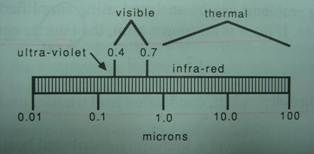 visible thermal
ultra-violet 0.4 0.7
infra-red
0.01 0.1 1.0 10.0 100
microns